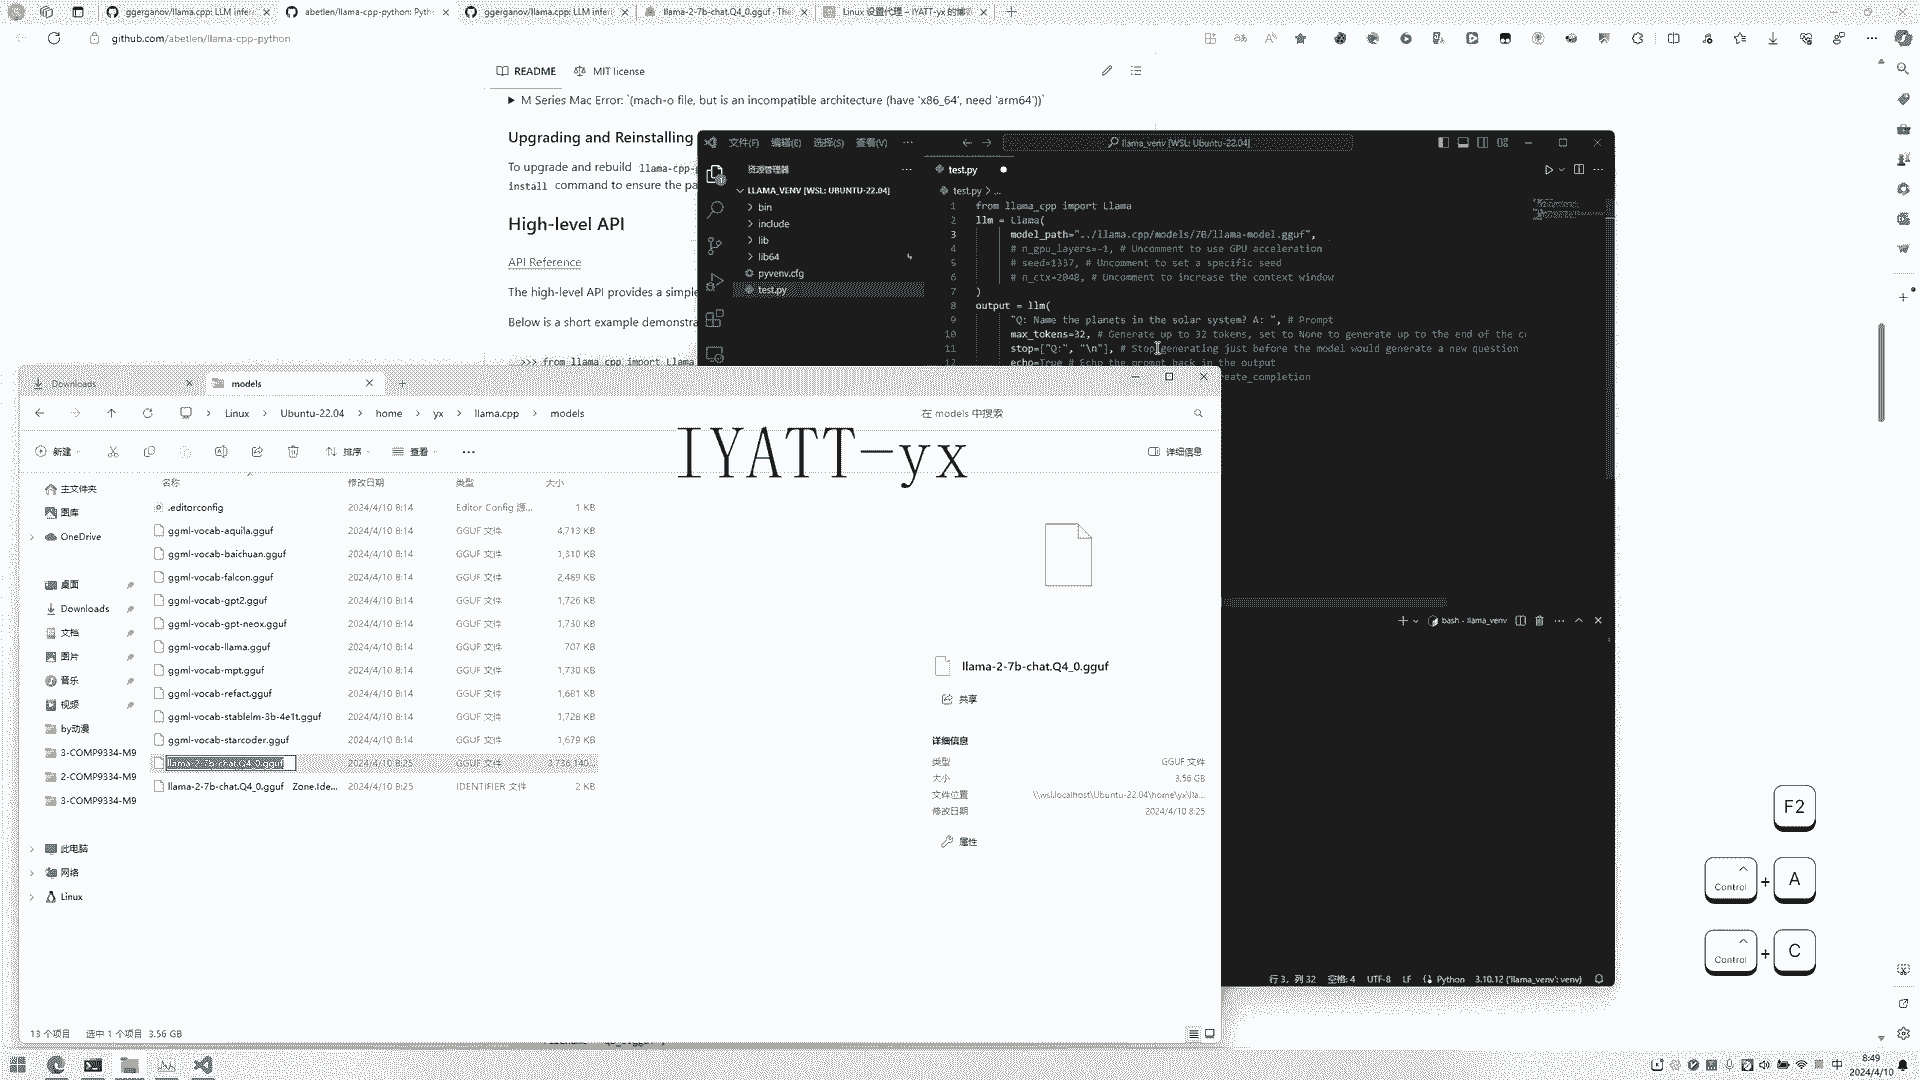 ggerganov/llama.cpp: LLM infer
abetlen/llama-cpp-python: Pyth
ggerganov/llama.cpp: LLM infer
llama-2-7b-chat.Q4_0.gguf · The
Linux 设置代理 – IYATT-yx 的博
github.com/abetlen/llama-cpp-python
README
MIT license
M Series Mac Error: `(mach-o file, but is an incompatible architecture (have 'x86_64', need 'arm64'))`
Upgrading and Reinstalling
To upgrade and rebuild llama-cpp-p
install command to ensure the pa
High-level API
API Reference
The high-level API provides a simple
Below is a short example demonstra
>>> from llama_cpp import Llama
文件(F) 编辑(E) 选择(S) 查看(V) ···
llama_venv [WSL: Ubuntu-22.04]
资源管理器
LLAMA_VENV [WSL: UBUNTU-22.04]
bin
include
lib
lib64
pyvenv.cfg
test.py
test.py
test.py > ...
1 from llama_cpp import Llama
2 llm = Llama(
3 model_path="../llama.cpp/models/7B/llama-model.gguf",
4 # n_gpu_layers=-1, # Uncomment to use GPU acceleration
5 # seed=1337, # Uncomment to set a specific seed
6 # n_ctx=2048, # Uncomment to increase the context window
7 )
8 output = llm(
9 "Q: Name the planets in the solar system? A: ", # Prompt
10 max_tokens=32, # Generate up to 32 tokens, set to None to generate up to the end of the co
11 stop=["Q:", "\n"], # Stop generating just before the model would generate a new question
12 echo=True # Echo the prompt back in the output
eate_completion
bash - llama_venv
行 3，列 32 空格: 4 UTF-8 LF Python 3.10.12 ('llama_venv': venv)
Downloads
models
Linux > Ubuntu-22.04 > home > yx > llama.cpp > models
在 models 中搜索
新建
排序
查看
详细信息
IYATT-yx
名称 修改日期 类型 大小
.editorconfig 2024/4/10 8:14 Editor Config 源... 1 KB
ggml-vocab-aquila.gguf 2024/4/10 8:14 GGUF 文件 4,713 KB
ggml-vocab-baichuan.gguf 2024/4/10 8:14 GGUF 文件 1,310 KB
ggml-vocab-falcon.gguf 2024/4/10 8:14 GGUF 文件 2,489 KB
ggml-vocab-gpt2.gguf 2024/4/10 8:14 GGUF 文件 1,726 KB
ggml-vocab-gpt-neox.gguf 2024/4/10 8:14 GGUF 文件 1,730 KB
ggml-vocab-llama.gguf 2024/4/10 8:14 GGUF 文件 707 KB
ggml-vocab-mpt.gguf 2024/4/10 8:14 GGUF 文件 1,730 KB
ggml-vocab-refact.gguf 2024/4/10 8:14 GGUF 文件 1,681 KB
ggml-vocab-stablelm-3b-4e1t.gguf 2024/4/10 8:14 GGUF 文件 1,728 KB
ggml-vocab-starcoder.gguf 2024/4/10 8:14 GGUF 文件 1,679 KB
llama-2-7b-chat.Q4_0.gguf 2024/4/10 8:25 GGUF 文件 3,736,140...
llama-2-7b-chat.Q4_0.gguf Zone.Ide... 2024/4/10 8:25 IDENTIFIER 文件 2 KB
主文件夹
图库
OneDrive
桌面
Downloads
文档
图片
音乐
视频
by动漫
3-COMP9334-M9
2-COMP9334-M9
3-COMP9334-M9
此电脑
网络
Linux
llama-2-7b-chat.Q4_0.gguf
共享
详细信息
类型 GGUF 文件
大小 3.56 GB
文件位置 \\wsl.localhost\Ubuntu-22.04\home\yx\lla...
修改日期 2024/4/10 8:25
属性
13 个项目 选中 1 个项目 3.56 GB
F2
Control + A
Control + C
中
8:49
2024/4/10